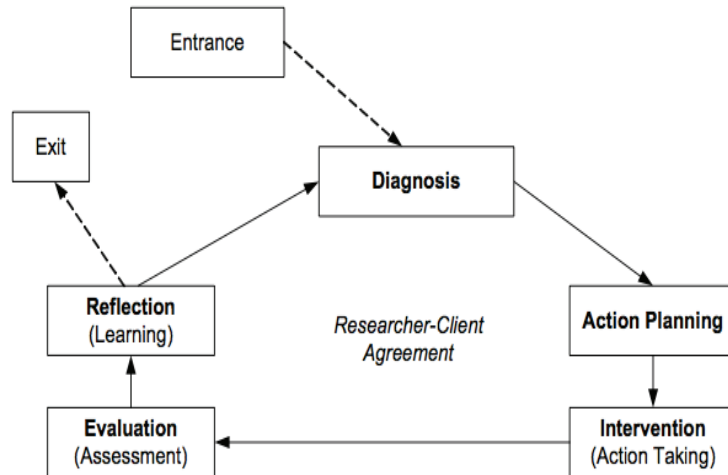 Entrance
Exit
Diagnosis
Reflection
(Learning)
Researcher-Client
Agreement
Action Planning
Evaluation
(Assessment)
Intervention
(Action Taking)